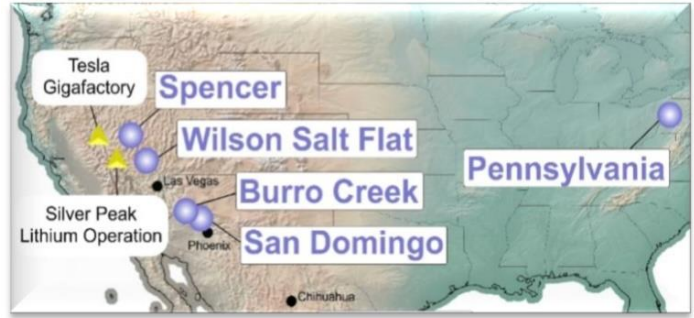 Tesla
Gigafactory
Spencer
Wilson Salt Flat
Pennsylvania
Las Vegas
Burro Creek
Silver Peak
Lithium Operation
San Domingo
Phoenix
Chihuahua